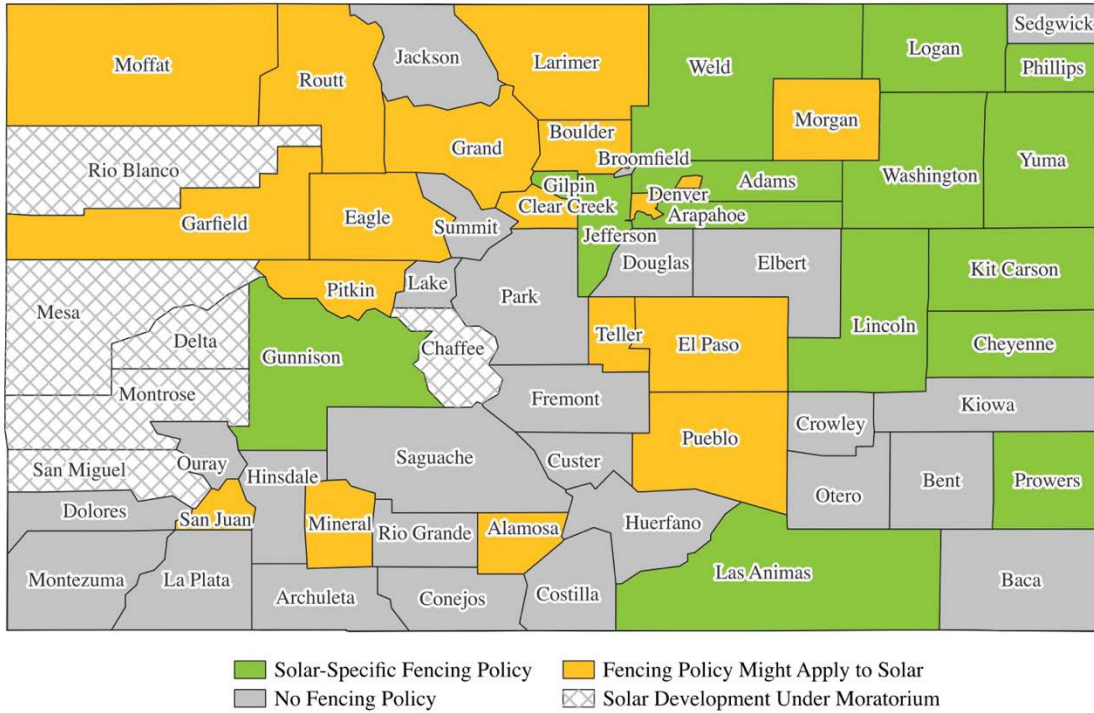 Sedgwick
Jackson
Logan
Moffat
Larimer
Weld
Phillips
Routt
Morgan
Boulder
Grand
Broomfield
Yuma
Rio Blanco
Washington
Gilpin
Adams
Denver
Clear Creek
Arapahoe
Garfield
Eagle
Summit
Jefferson
Douglas
Elbert
Kit Carson
Lake
Pitkin
Park
Mesa
Lincoln
Teller
El Paso
Delta
Chaffee
Cheyenne
Gunnison
Montrose
Fremont
Kiowa
Crowley
Pueblo
Saguache
San Miguel
Ouray
Hinsdale
Custer
Bent
Prowers
Otero
Dolores
San Juan
Mineral
Rio Grande
Alamosa
Huerfano
Montezuma
La Plata
Las Animas
Baca
Archuleta
Conejos
Costilla
Solar-Specific Fencing Policy
Fencing Policy Might Apply to Solar
No Fencing Policy
Solar Development Under Moratorium